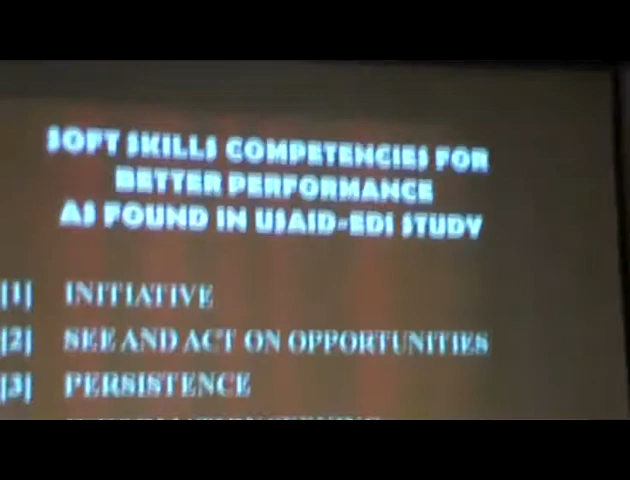 SOFT SKILLS COMPETENCIES FOR
BETTER PERFORMANCE
AS FOUND IN USAID-EDI STUDY
[1] INITIATIVE
[2] SEE AND ACT ON OPPORTUNITIES
[3] PERSISTENCE